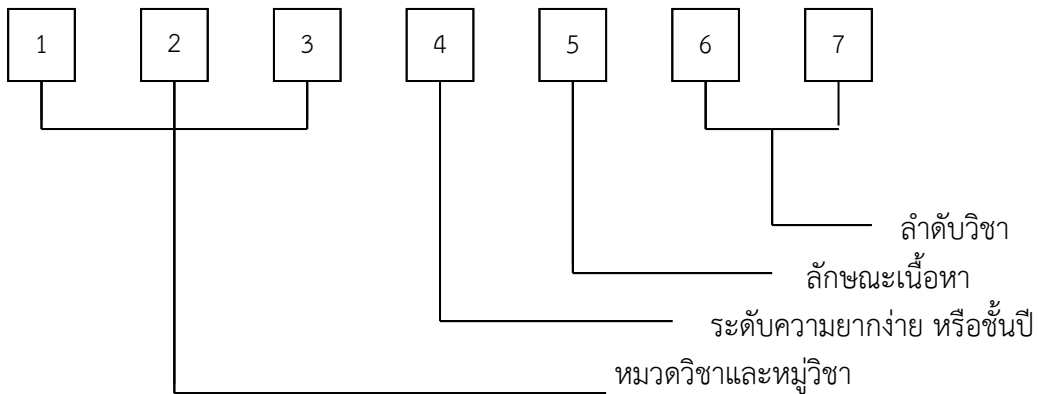 1 2 3 4 5 6 7
ลำดับวิชา
ลักษณะเนื้อหา
ระดับความยากง่าย หรือชั้นปี
หมวดวิชาและหมู่วิชา